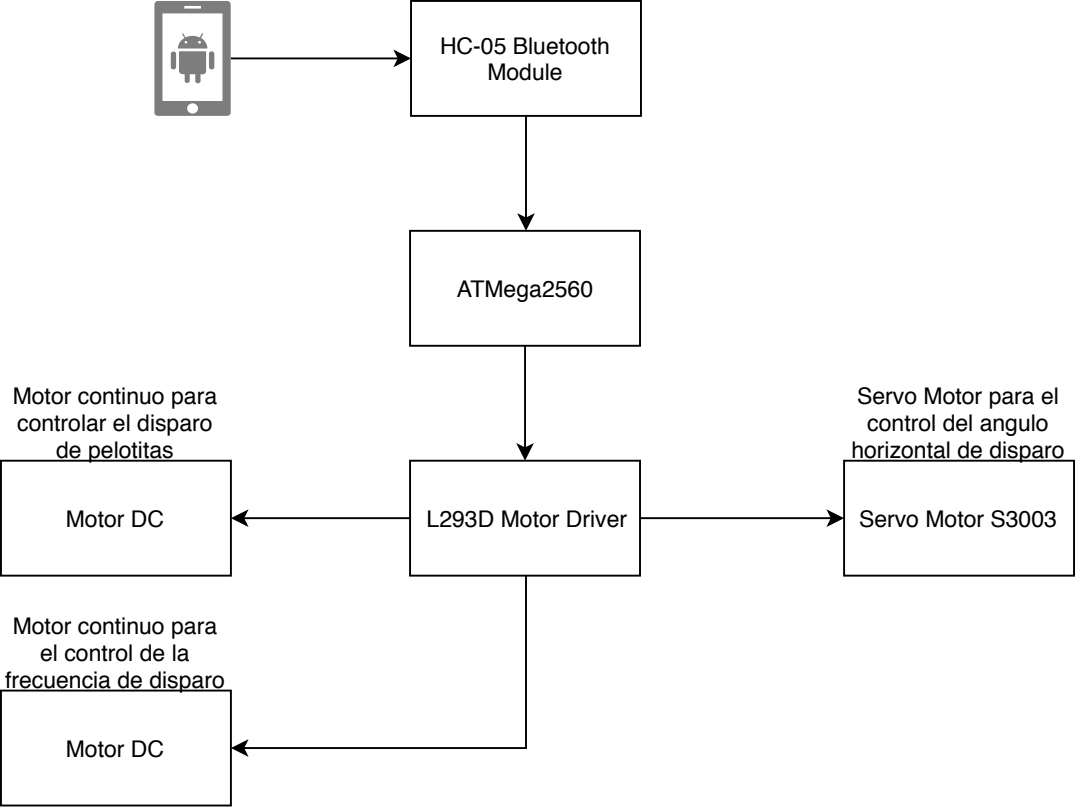 HC-05 Bluetooth
Module
ATMega2560
Motor continuo para
controlar el disparo
de pelotitas
Motor DC
L293D Motor Driver
Servo Motor para el
control del angulo
horizontal de disparo
Servo Motor S3003
Motor continuo para
el control de la
frecuencia de disparo
Motor DC